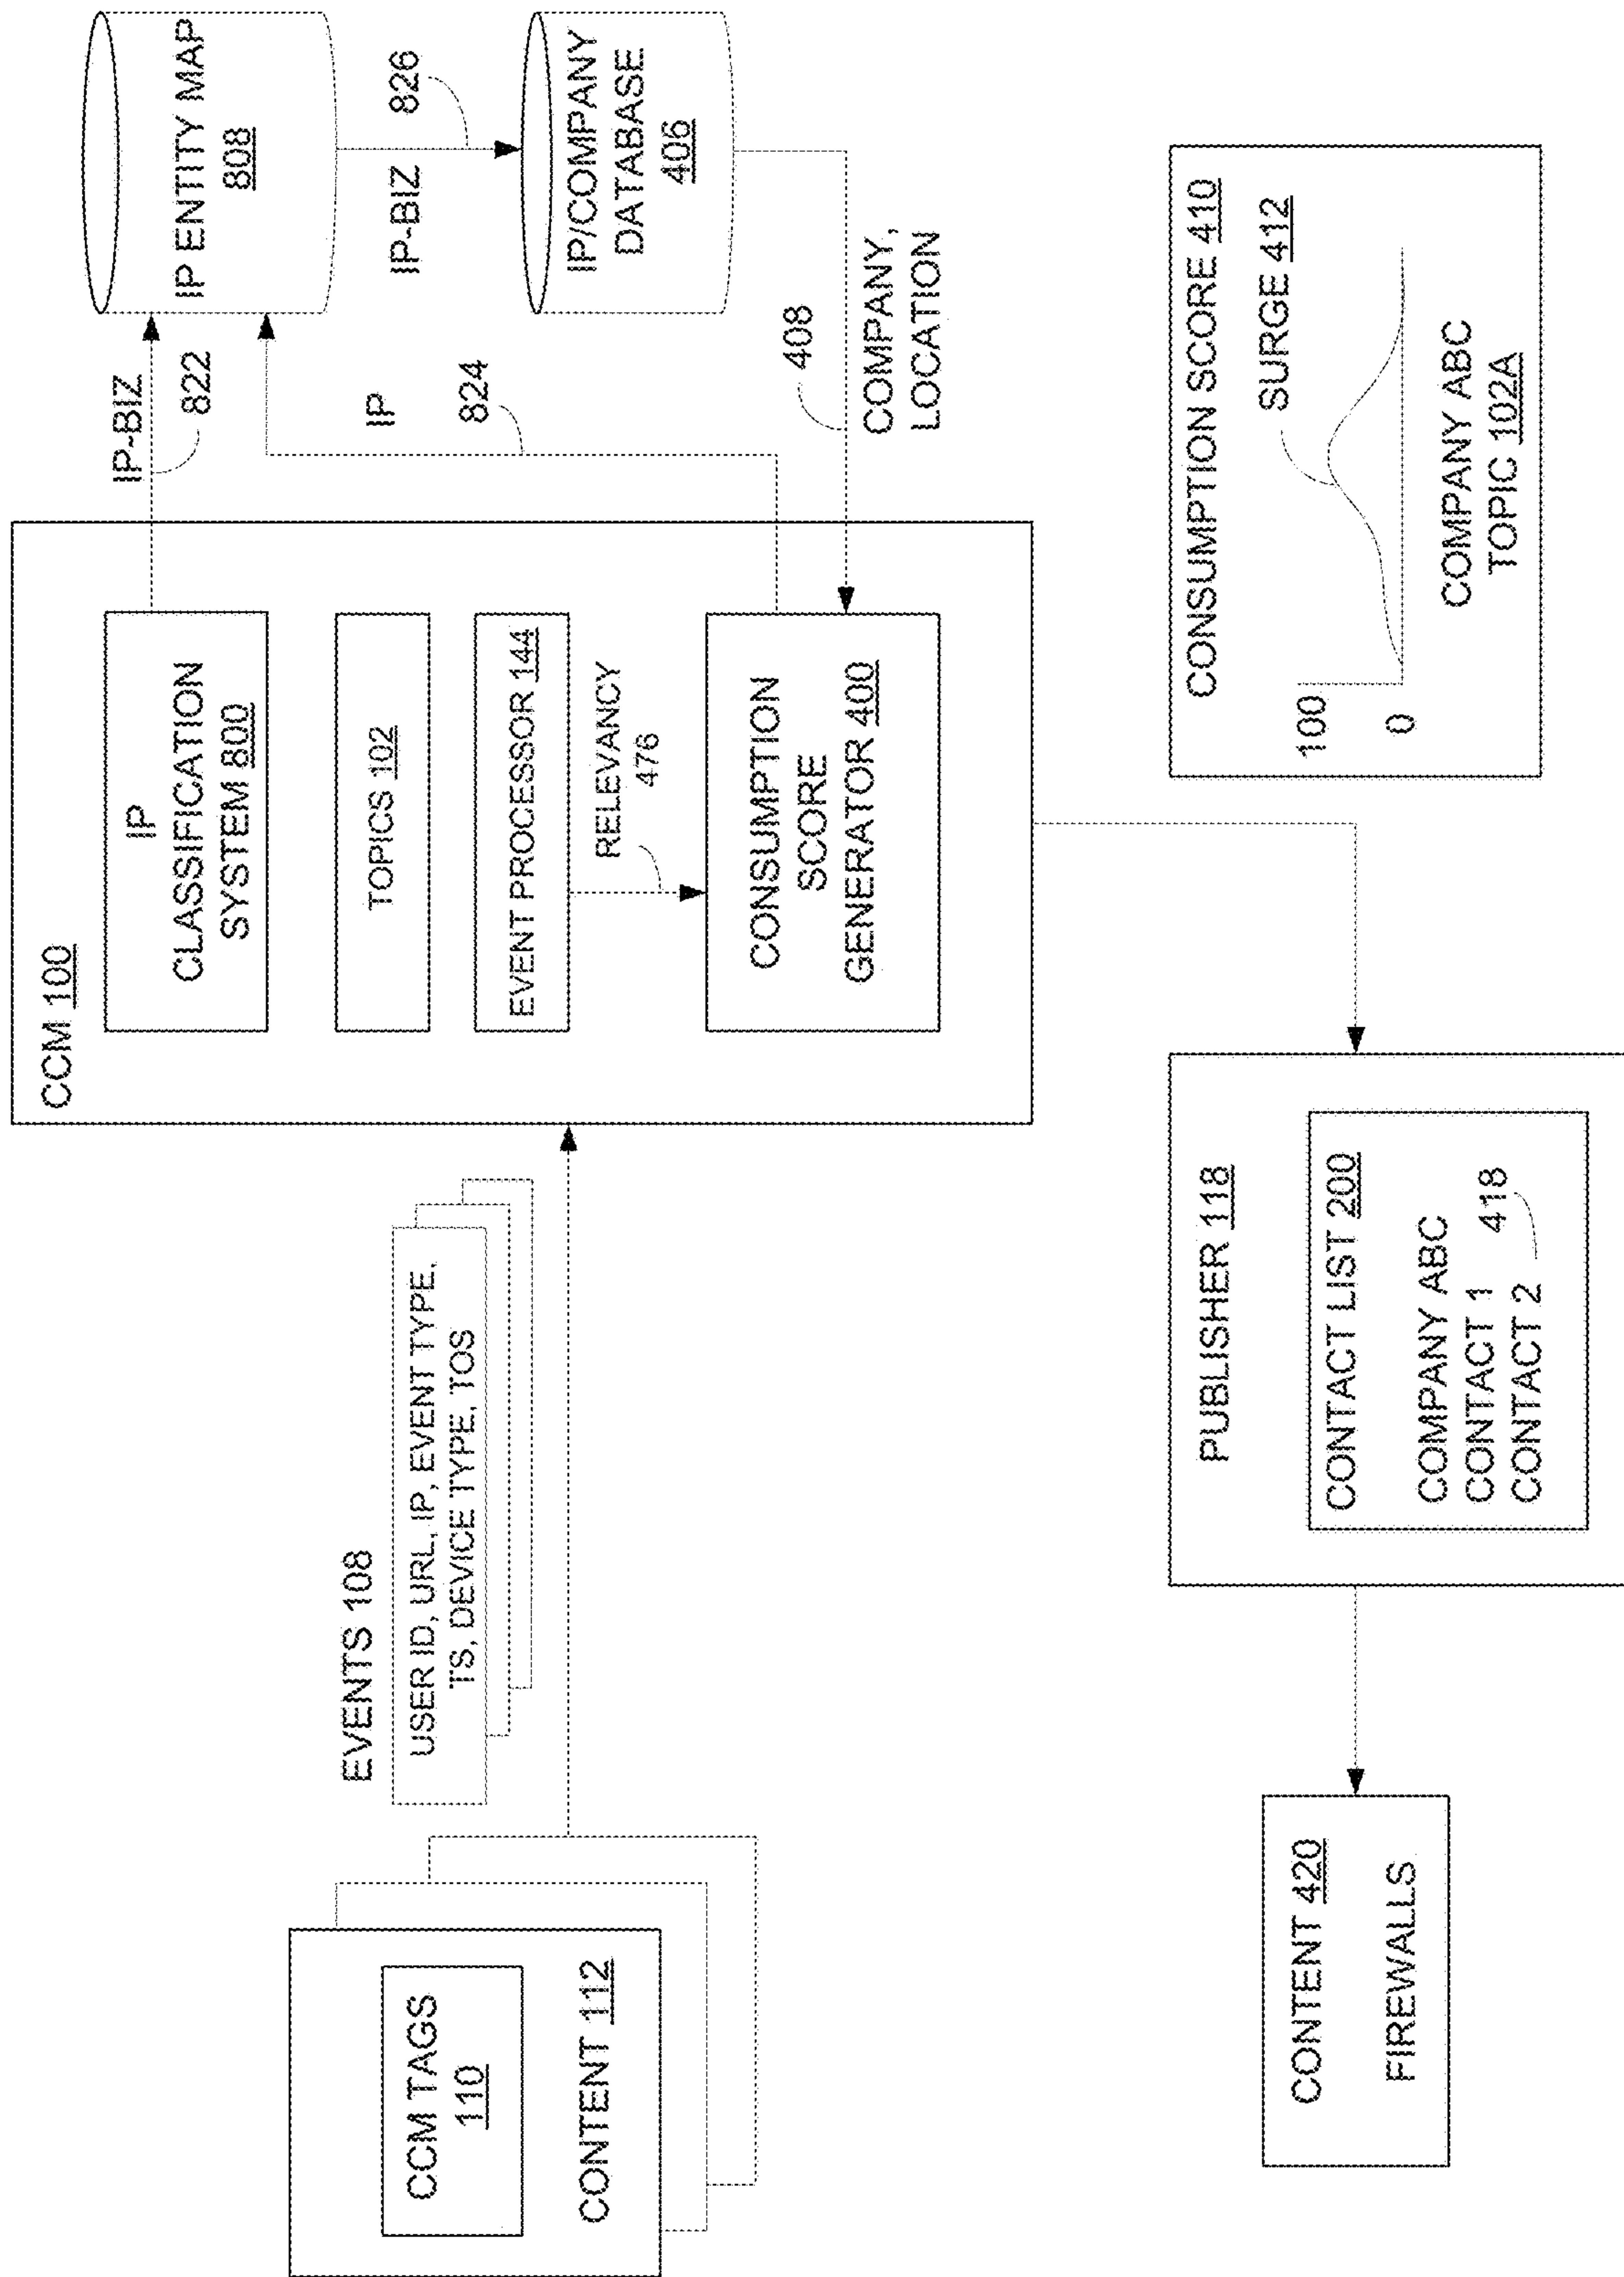 CCM TAGS
110
CONTENT 112
EVENTS 108
USER ID, URL, IP, EVENT TYPE,
TS, DEVICE TYPE, TOS
CCM 100
IP
CLASSIFICATION
SYSTEM 800
TOPICS 102
EVENT PROCESSOR 144
RELEVANCY
476
CONSUMPTION
SCORE
GENERATOR 400
IP-BIZ
822
IP
824
IP ENTITY MAP
808
IP-BIZ
826
IP/COMPANY
DATABASE
406
408
COMPANY,
LOCATION
CONTENT 420
FIREWALLS
PUBLISHER 118
CONTACT LIST 200
COMPANY ABC
CONTACT 1
418
CONTACT 2
CONSUMPTION SCORE 410
100
SURGE 412
0
COMPANY ABC
TOPIC 102A